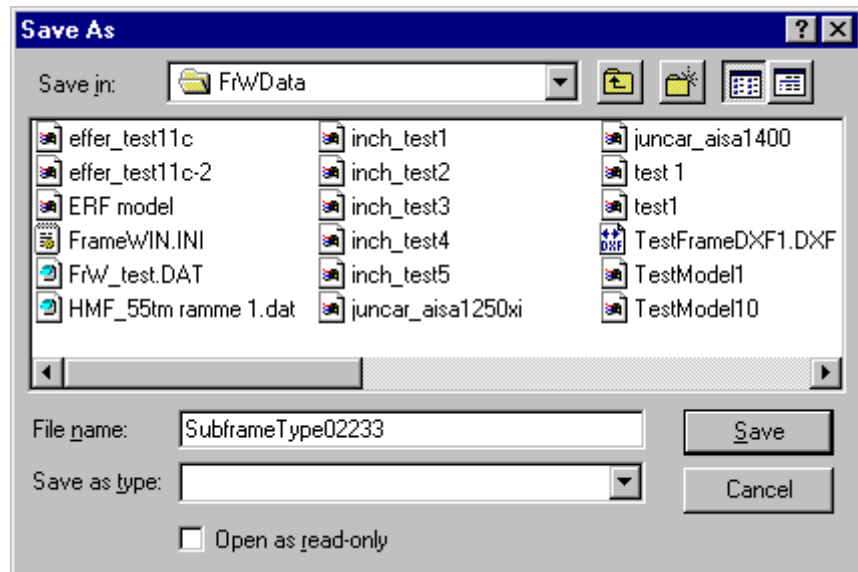 Save As
Save in: FrWData
effer_test11c
effer_test11c-2
ERF model
FrameWIN.INI
FrW_test.DAT
HMF_55tm ramme 1.dat
inch_test1
inch_test2
inch_test3
inch_test4
inch_test5
juncar_aisa1250xi
juncar_aisa1400
test 1
test1
DXF TestFrameDXF1.DXF
TestModel1
TestModel10
File name: SubframeType02233 Save
Save as type: Cancel
Open as read-only